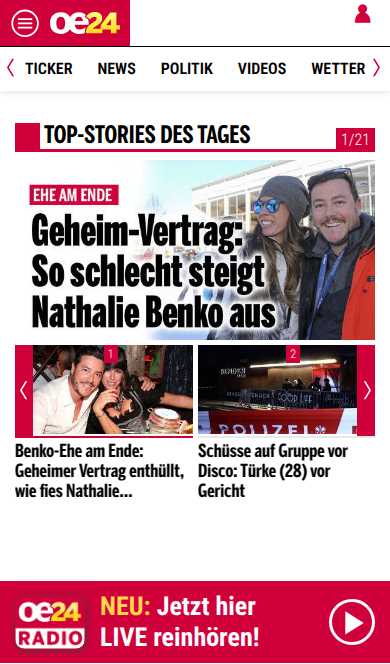 oe24
TICKER NEWS POLITIK VIDEOS WETTER
TOP-STORIES DES TAGES
1/21
EHE AM ENDE
Geheim-Vertrag:
So schlecht steigt
Nathalie Benko aus
1
2
GOOD LIFE
POLIZEI
Benko-Ehe am Ende:
Geheimer Vertrag enthüllt,
wie fies Nathalie...
Schüsse auf Gruppe vor
Disco: Türke (28) vor
Gericht
oe24
RADIO
NEU: Jetzt hier
LIVE reinhören!